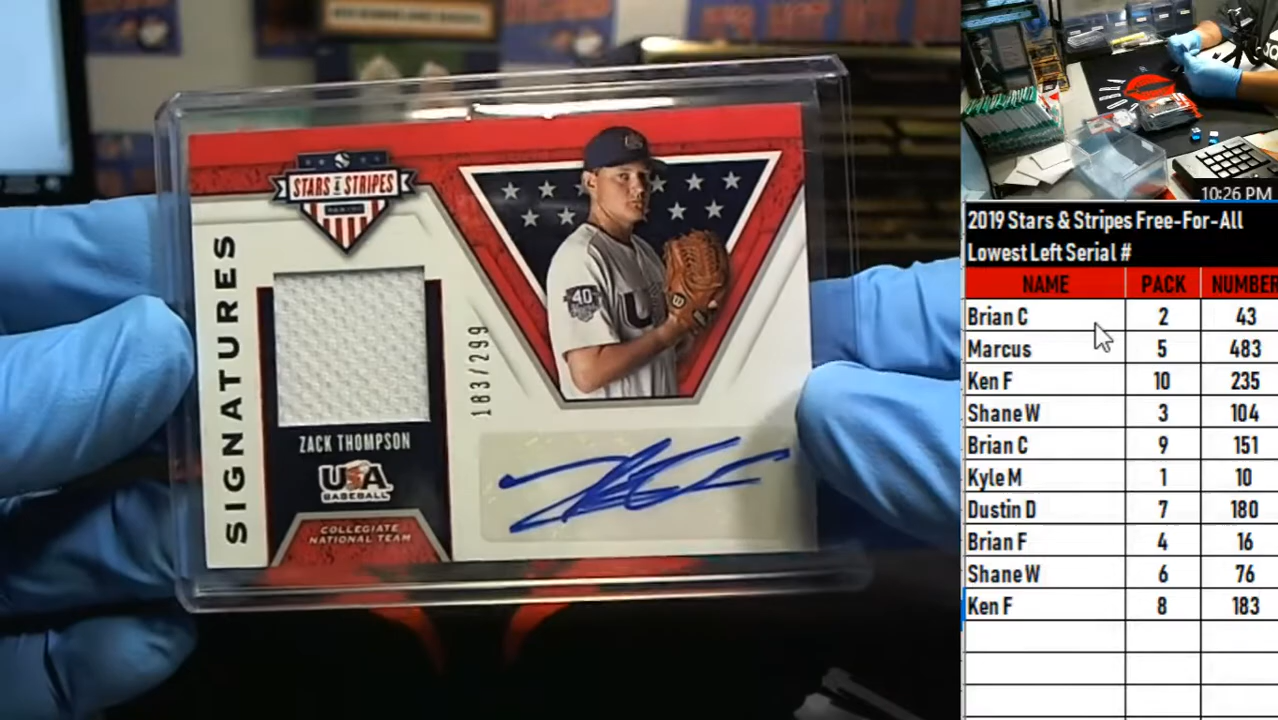 STARS & STRIPES
PANINI
SIGNATURES
40
U
183/299
ZACK THOMPSON
USA
BASEBALL
COLLEGIATE
NATIONAL TEAM
10:26 PM
2019 Stars & Stripes Free-For-All
Lowest Left Serial #
NAME PACK NUMBER
Brian C 2 43
Marcus 5 483
Ken F 10 235
Shane W 3 104
Brian C 9 151
Kyle M 1 10
Dustin D 7 180
Brian F 4 16
Shane W 6 76
Ken F 8 183